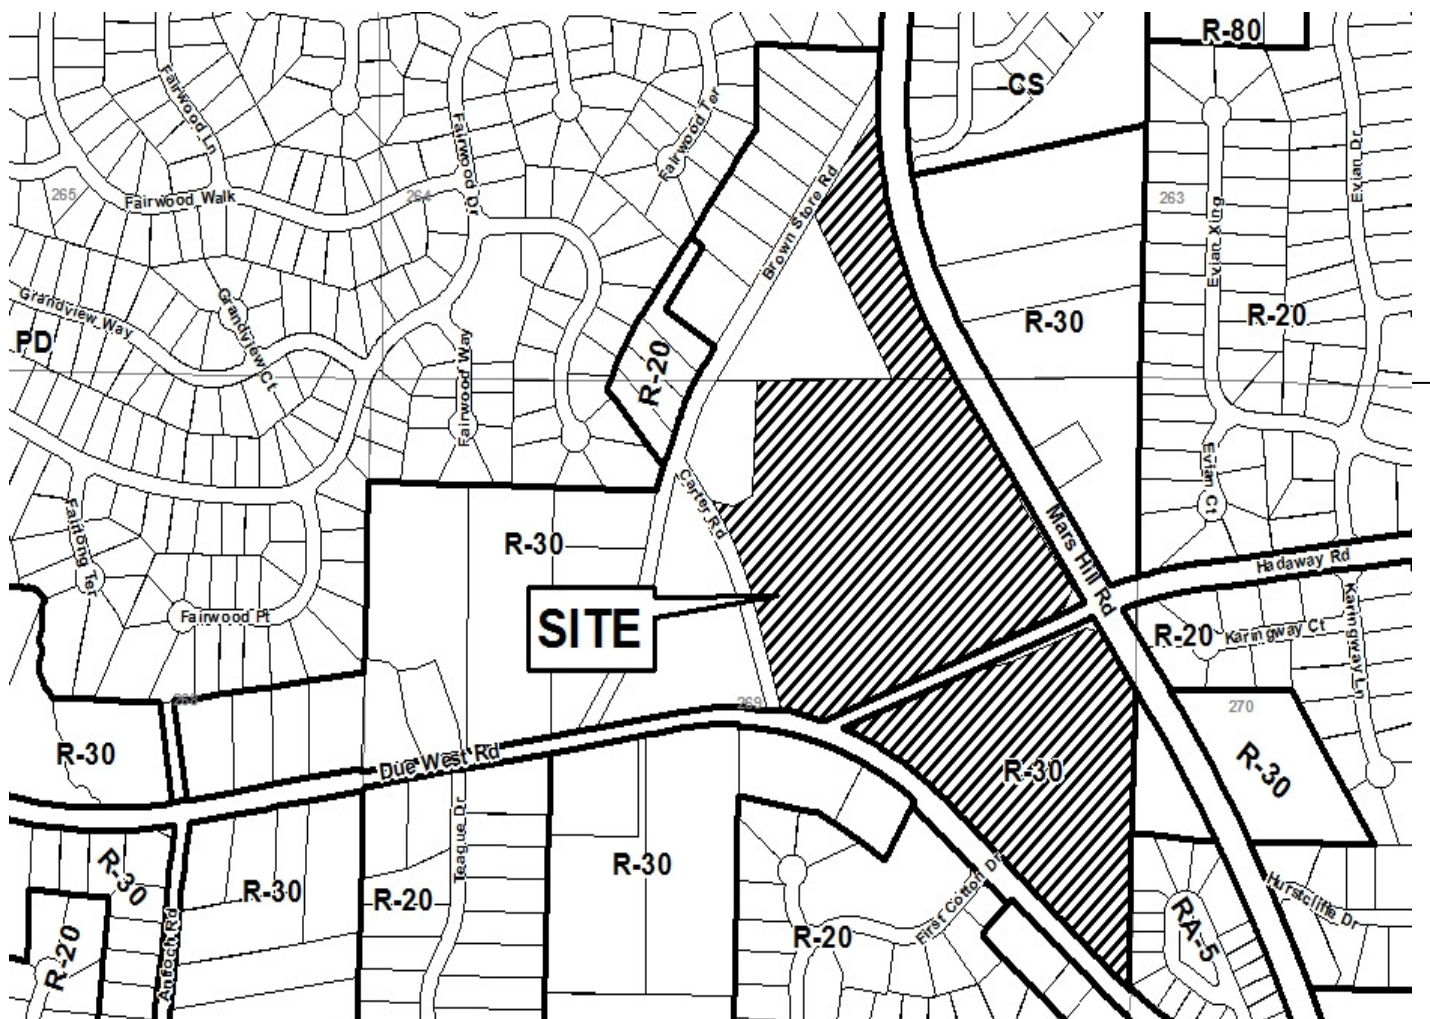 R-80
CS
Fairwood Ln
Fairwood Ter
Fairwood Dr
Evian Dr
265
Fairwood Walk
264
Brown Store Rd
263
Evian Xing
Grandview Way
Grandview Ct
PD
R-30
R-20
Fairwood Way
R-20
Evian Ct
Carter Rd
Fairlong Ter
R-30
Mars Hill Rd
Hadaway Rd
Fairwood Pt
SITE
R-20
Karingway Ct
Karingway Ln
268
269
270
R-30
Due West Rd
R-30
R-30
R-30
Teague Dr
R-30
R-30
R-20
First Cotton Dr
Hurstcliffe Dr
R-20
Antioch Rd
R-20
RA-5